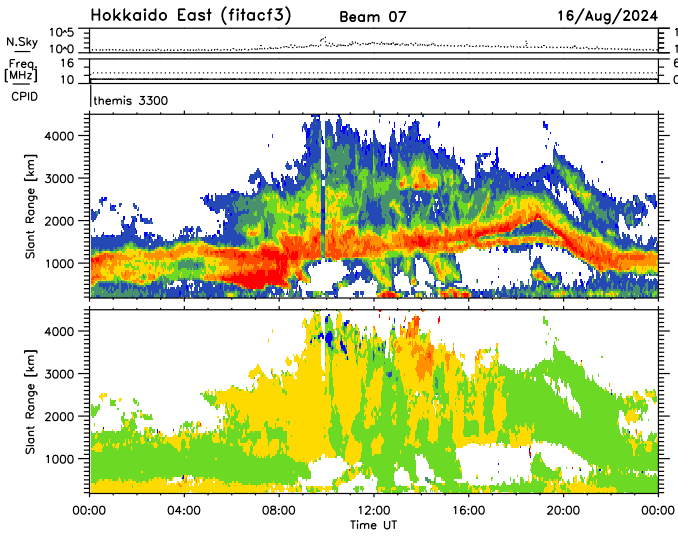 Hokkaido East (fitacf3) Beam 07 16/Aug/2024
N.Sky 10^5 10^0
Freq. [MHz] 16 10 6
CPID themis 3300
Slant Range [km] 4000 3000 2000 1000
Slant Range [km] 4000 3000 2000 1000
00:00 04:00 08:00 12:00 16:00 20:00 00:00
Time UT